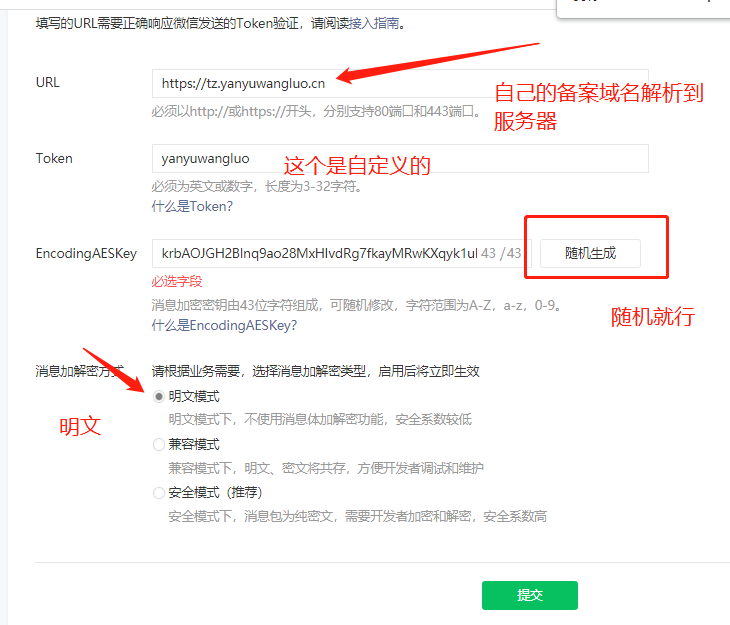 填写的URL需要正确响应微信发送的Token验证，请阅读接入指南。
URL
https://tz.yanyuwangluo.cn
必须以http://或https://开头，分别支持80端口和443端口。
自己的备案域名解析到
服务器
Token
yanyuwangluo
这个是自定义的
必须为英文或数字，长度为3-32字符。
什么是Token?
EncodingAESKey
krbAOJGH2BInq9ao28MxHIvdRg7fkayMRwKXqyk1ul 43 /43
随机生成
必选字段
消息加密密钥由43位字符组成，可随机修改，字符范围为A-Z，a-z，0-9。
什么是EncodingAESKey?
随机就行
消息加解密方式
请根据业务需要，选择消息加解密类型，启用后将立即生效
明文模式
明文模式下，不使用消息体加解密功能，安全系数较低
明文
兼容模式
兼容模式下，明文、密文将共存，方便开发者调试和维护
安全模式（推荐）
安全模式下，消息包为纯密文，需要开发者加密和解密，安全系数高
提交